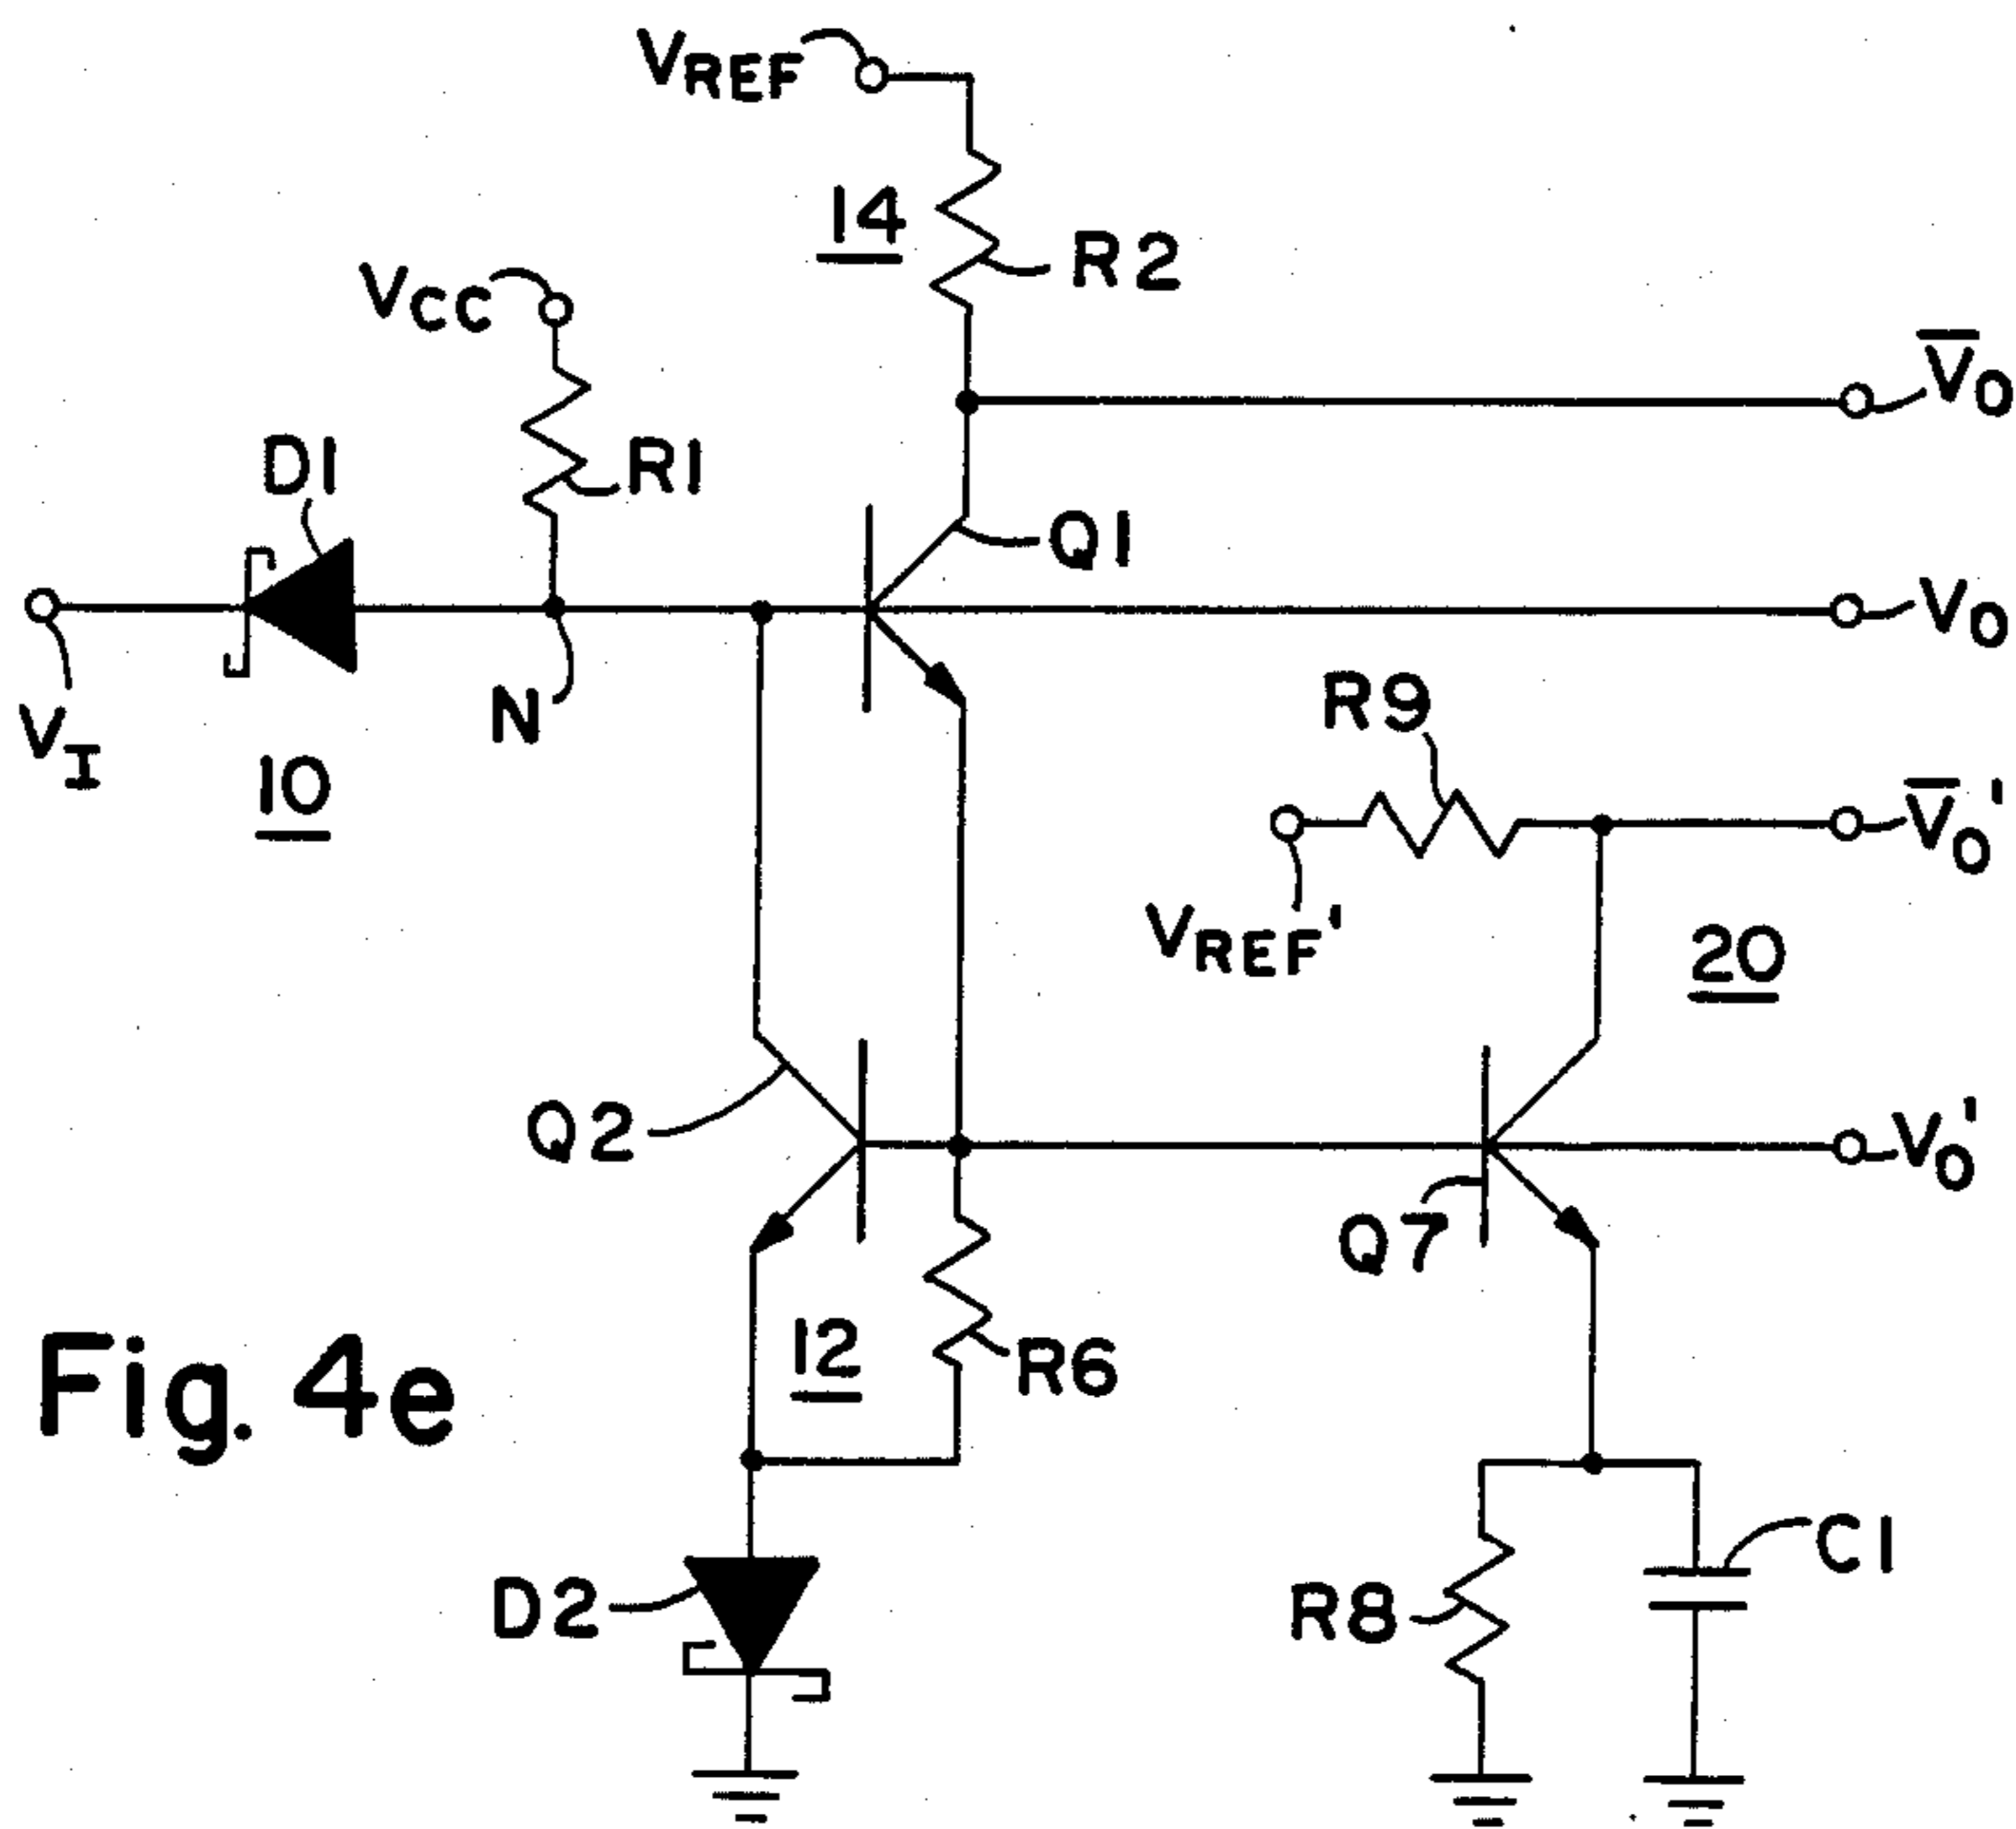 VREF
14
R2
VCC
V̅O
D1
R1
Q1
VO
N
VI
R9
10
V̅O'
VREF'
20
Q2
VO'
Q7
12
R6
Fig. 4e
C1
D2
R8